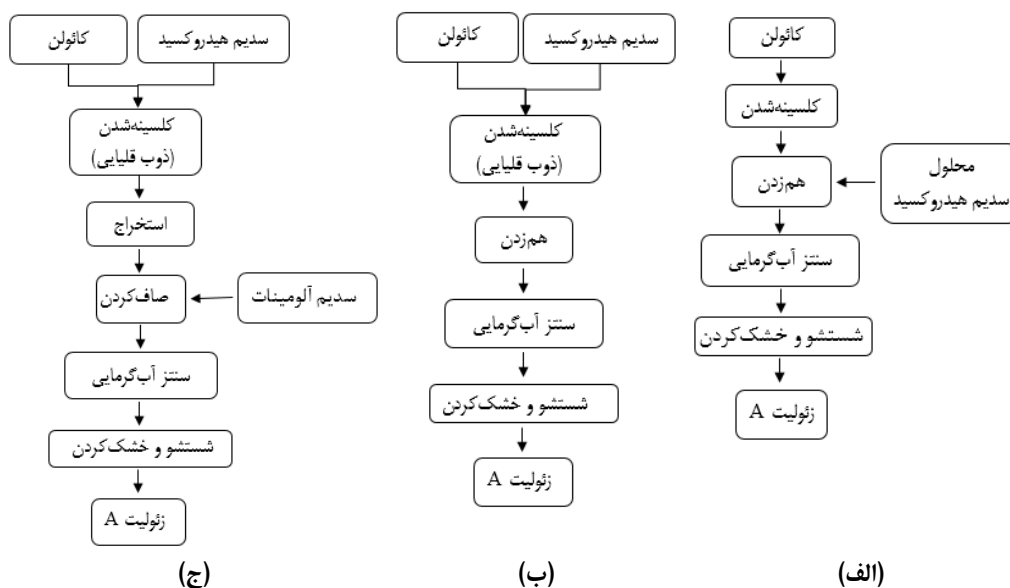 کائولن
کلسینه‌شدن
هم‌زدن
محلول
سدیم هیدروکسید
سنتز آب‌گرمایی
شستشو و خشک‌کردن
زئولیت A
(الف)
سدیم هیدروکسید
کائولن
کلسینه‌شدن
(ذوب قلیایی)
هم‌زدن
سنتز آب‌گرمایی
شستشو و خشک‌کردن
زئولیت A
(ب)
سدیم هیدروکسید
کائولن
کلسینه‌شدن
(ذوب قلیایی)
استخراج
صاف‌کردن
سدیم آلومینات
سنتز آب‌گرمایی
شستشو و خشک‌کردن
زئولیت A
(ج)